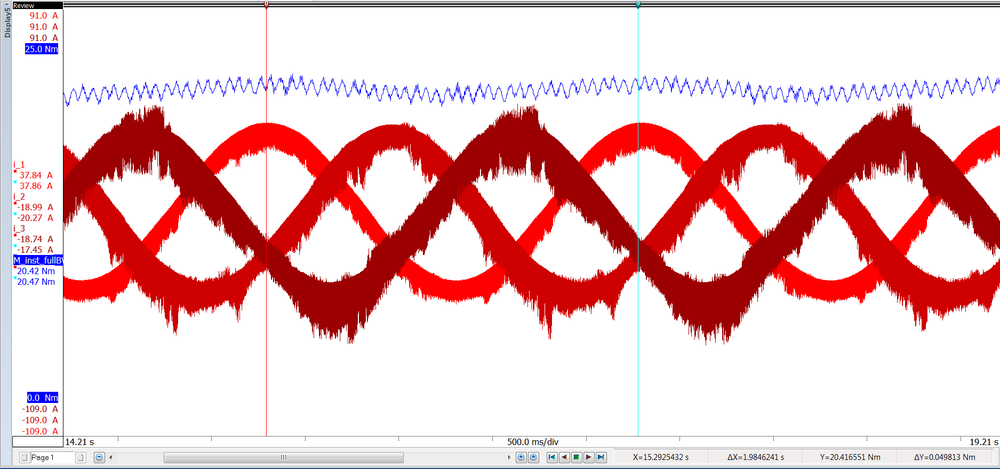 Display5
Review
91.0 A
91.0 A
91.0 A
25.0 Nm
1
2
i_1
37.84 A
37.86 A
i_2
-18.99 A
-20.27 A
i_3
-18.74 A
-17.45 A
M_inst_fullB
20.42 Nm
20.47 Nm
0.0 Nm
-109.0 A
-109.0 A
-109.0 A
14.21 s 500.0 ms/div 19.21 s
Page 1 X=15.2925432 s ΔX=1.9846241 s Y=20.416551 Nm ΔY=0.049813 Nm